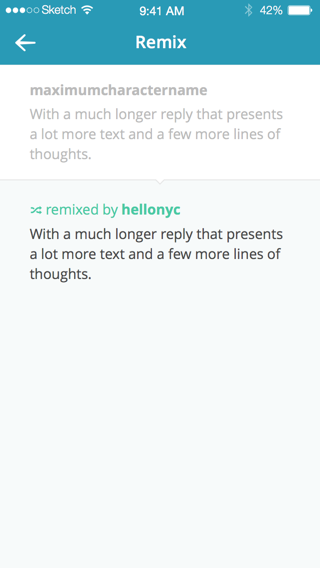 Sketch 9:41 AM 42%
Remix
maximumcharactername
With a much longer reply that presents
a lot more text and a few more lines of
thoughts.
remixed by hellonyc
With a much longer reply that presents
a lot more text and a few more lines of
thoughts.